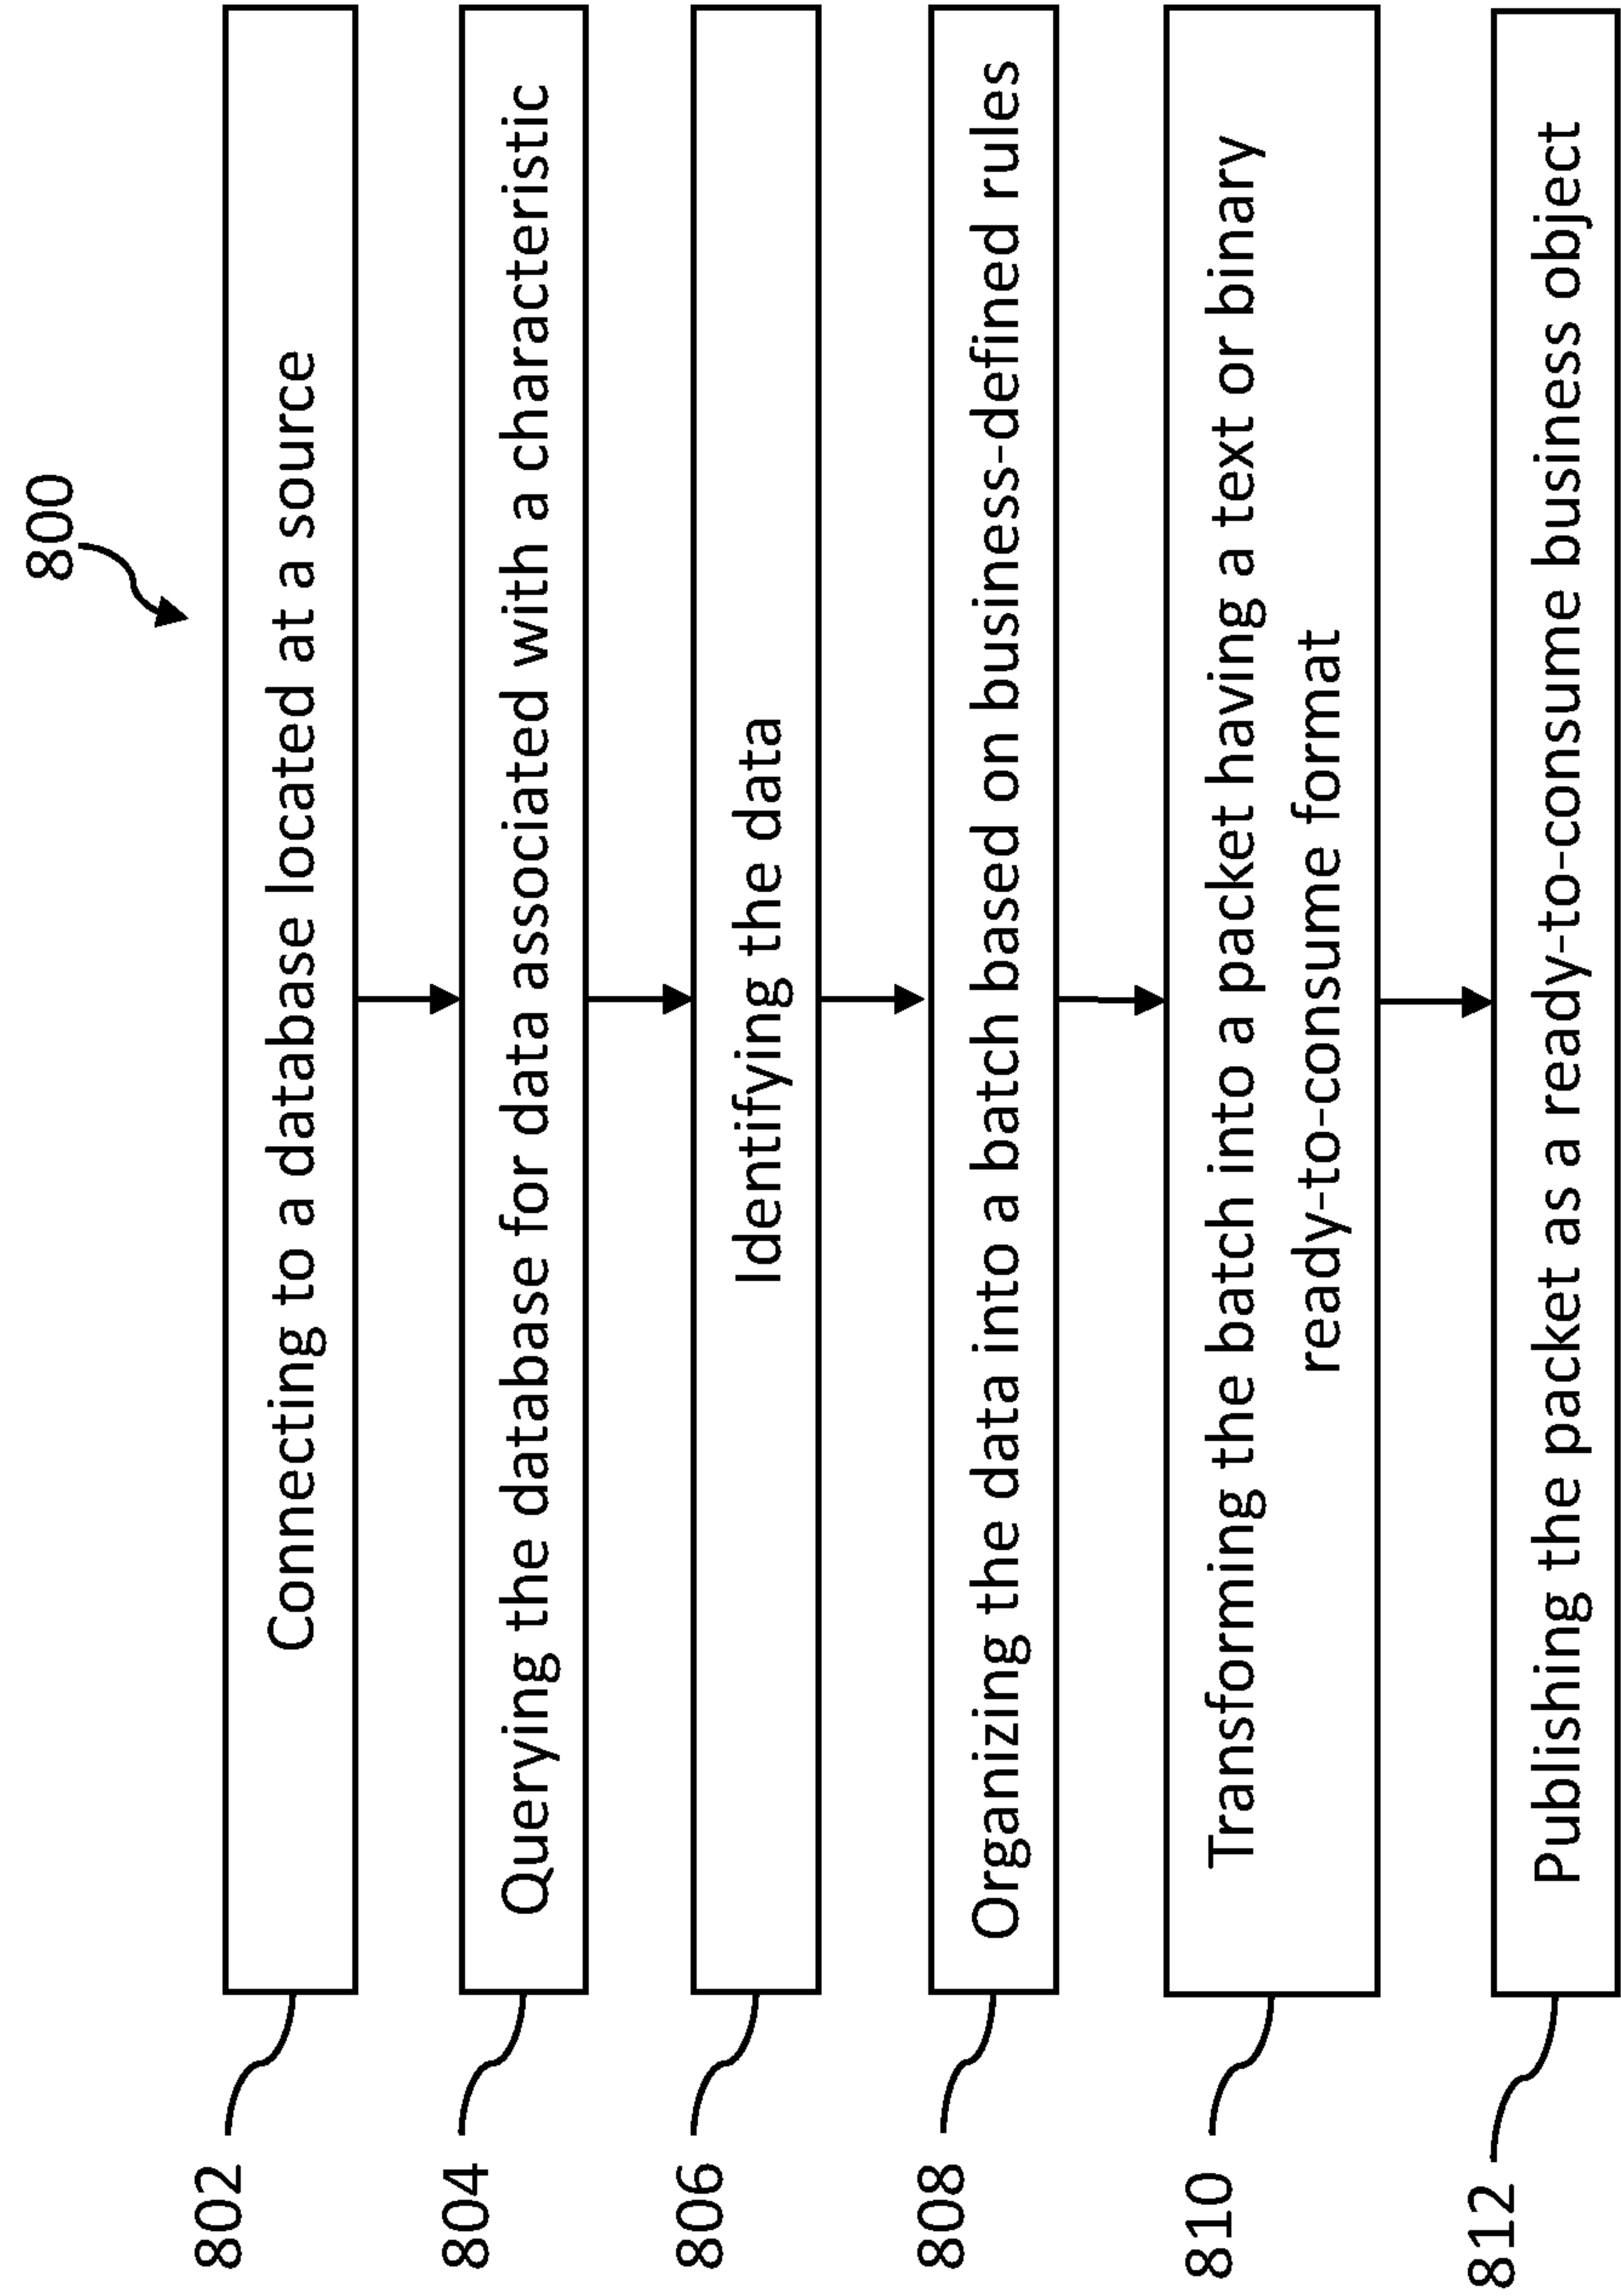 800
802
Connecting to a database located at a source
804
Querying the database for data associated with a characteristic
806
Identifying the data
808
Organizing the data into a batch based on business-defined rules
810
Transforming the batch into a packet having a text or binary
ready-to-consume format
812
Publishing the packet as a ready-to-consume business object